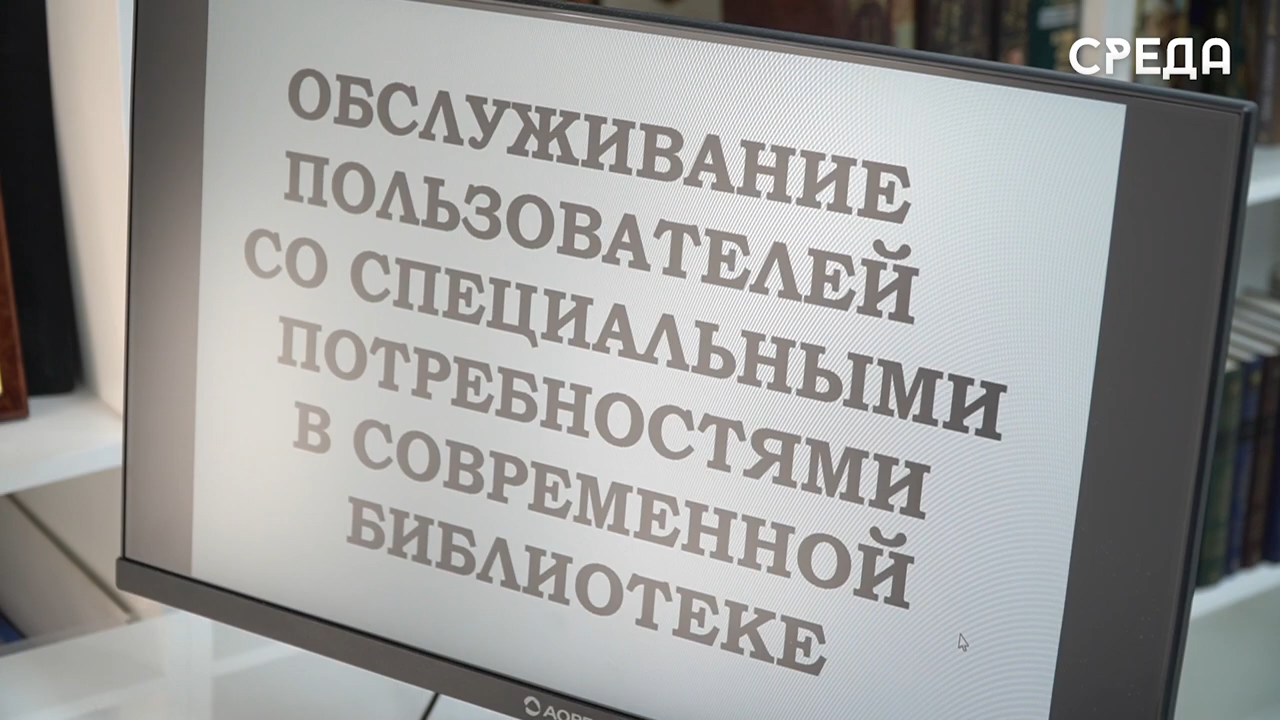 СРЕДА
ОБСЛУЖИВАНИЕ
ПОЛЬЗОВАТЕЛЕЙ
СО СПЕЦИАЛЬНЫМИ
ПОТРЕБНОСТЯМИ
В СОВРЕМЕННОЙ
БИБЛИОТЕКЕ